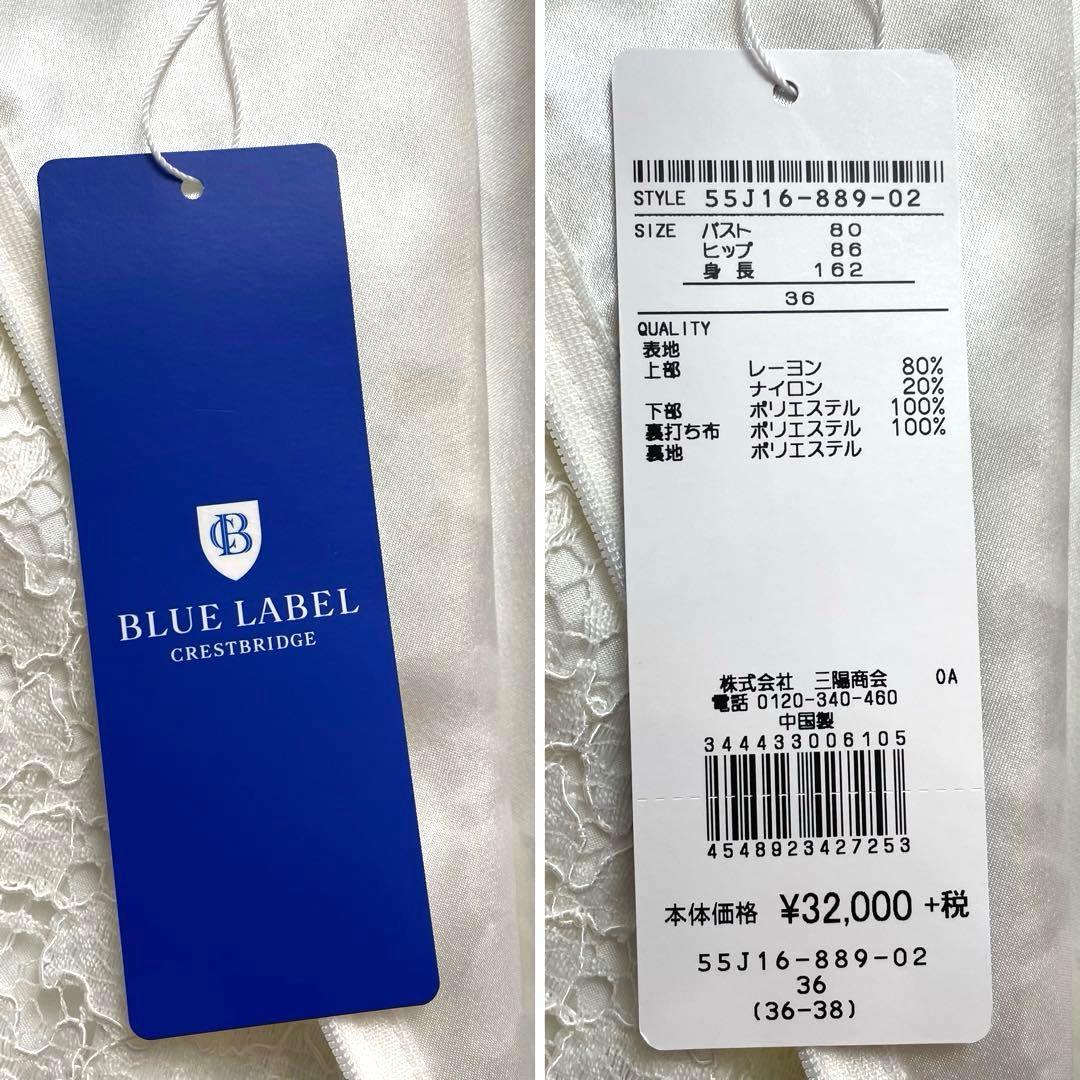 CB
BLUE LABEL
CRESTBRIDGE
STYLE 55J16-889-02
SIZE バスト 80
ヒップ 86
身長 162
36
QUALITY
表地
上部 レーヨン 80%
ナイロン 20%
下部 ポリエステル 100%
裏打ち布 ポリエステル 100%
裏地 ポリエステル
株式会社 三陽商会 0A
電話 0120-340-460
中国製
344433006105
4548923427253
本体価格 ¥32,000 +税
55J16-889-02
36
(36-38)